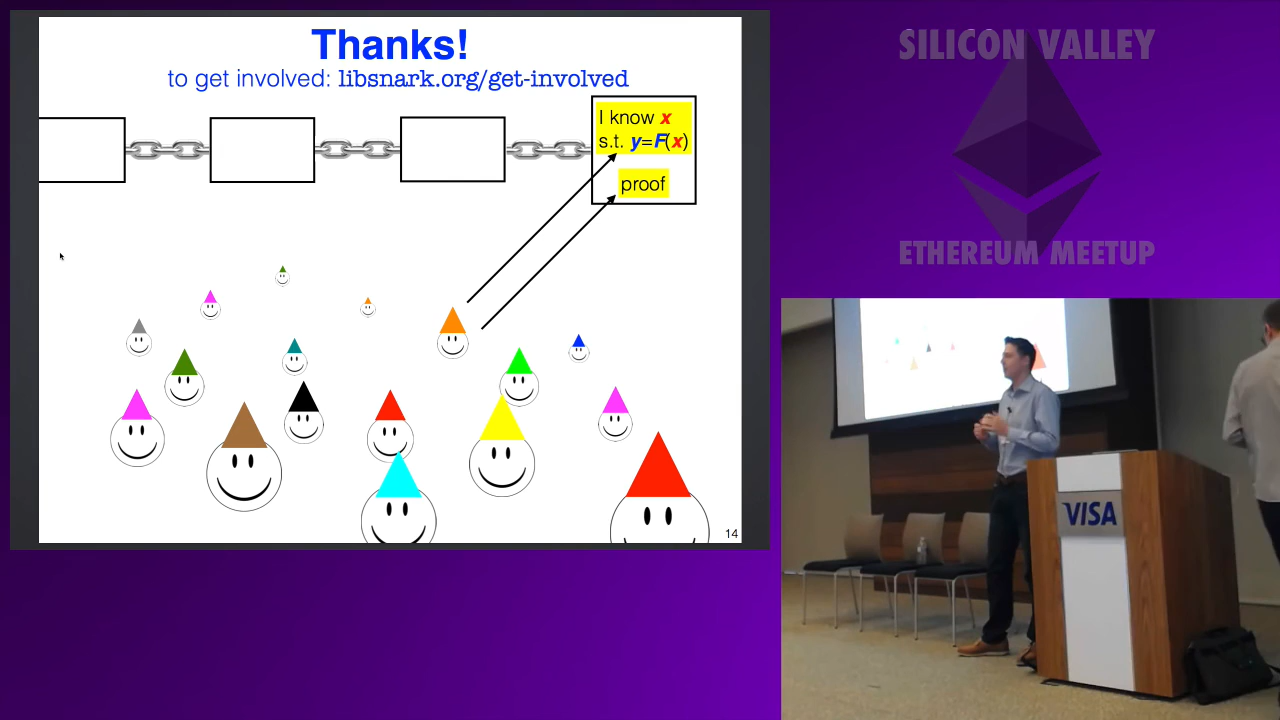 Thanks!
to get involved: libsnark.org/get-involved
I know x
s.t. y=F(x)
proof
14
SILICON VALLEY
ETHEREUM MEETUP
VISA